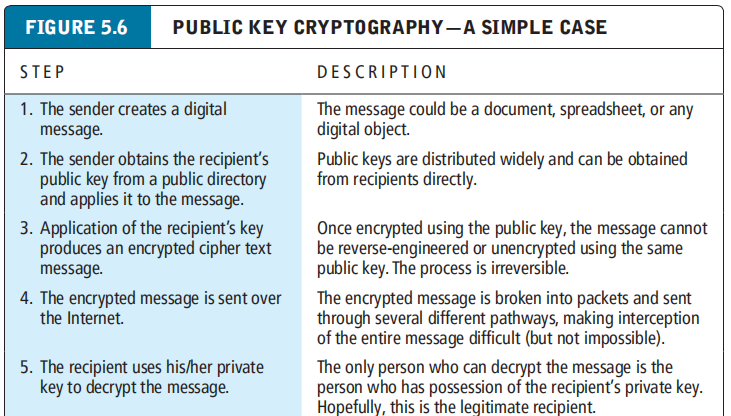 FIGURE 5.6 PUBLIC KEY CRYPTOGRAPHY—A SIMPLE CASE
STEP DESCRIPTION
1. The sender creates a digital
message.
The message could be a document, spreadsheet, or any
digital object.
2. The sender obtains the recipient's
public key from a public directory
and applies it to the message.
Public keys are distributed widely and can be obtained
from recipients directly.
3. Application of the recipient's key
produces an encrypted cipher text
message.
Once encrypted using the public key, the message cannot
be reverse-engineered or unencrypted using the same
public key. The process is irreversible.
4. The encrypted message is sent over
the Internet.
The encrypted message is broken into packets and sent
through several different pathways, making interception
of the entire message difficult (but not impossible).
5. The recipient uses his/her private
key to decrypt the message.
The only person who can decrypt the message is the
person who has possession of the recipient's private key.
Hopefully, this is the legitimate recipient.